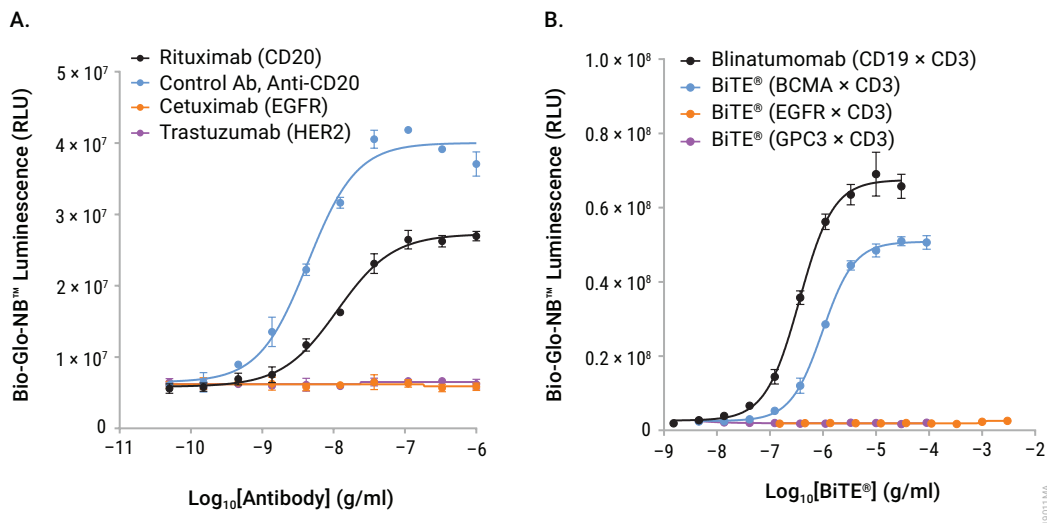 A.
Rituximab (CD20)
Control Ab, Anti-CD20
Cetuximab (EGFR)
Trastuzumab (HER2)
Bio-Glo-NB™ Luminescence (RLU)
5 × 10⁷
4 × 10⁷
3 × 10⁷
2 × 10⁷
1 × 10⁷
0
−11 −10 −9 −8 −7 −6
Log₁₀[Antibody] (g/ml)
B.
Blinatumomab (CD19 × CD3)
BiTE® (BCMA × CD3)
BiTE® (EGFR × CD3)
BiTE® (GPC3 × CD3)
Bio-Glo-NB™ Luminescence (RLU)
1.0 × 10⁸
0.8 × 10⁸
0.6 × 10⁸
0.4 × 10⁸
0.2 × 10⁸
0
−9 −8 −7 −6 −5 −4 −3 −2
Log₁₀[BiTE®] (g/ml)